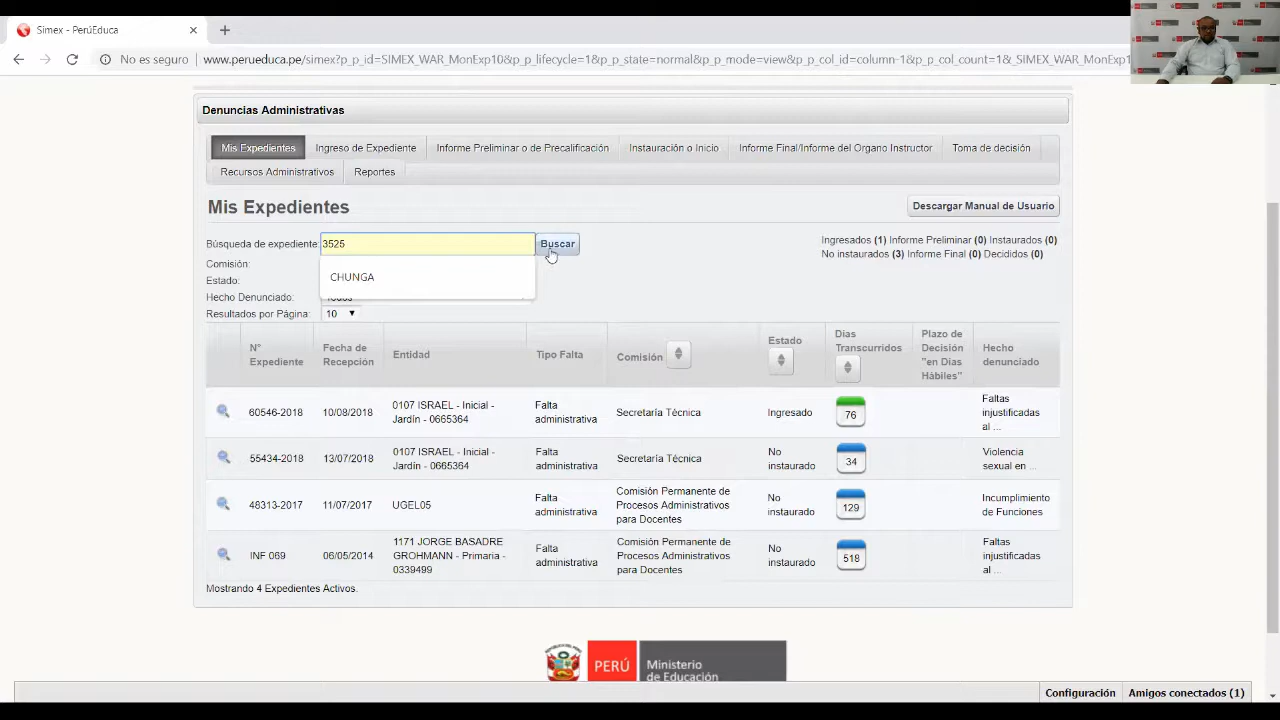 Simex - PerúEduca
No es seguro
www.perueduca.pe/simex?p_p_id=SIMEX_WAR_MonExp10&p_p_lifecycle=1&p_p_state=normal&p_p_mode=view&p_p_col_id=column-1&p_p_col_count=1&_SIMEX_WAR_MonExp1
Denuncias Administrativas
Mis Expedientes Ingreso de Expediente Informe Preliminar o de Precalificación Instauración o Inicio Informe Final/Informe del Organo Instructor Toma de decisión
Recursos Administrativos Reportes
Mis Expedientes
Descargar Manual de Usuario
Búsqueda de expediente: 3525 Buscar
Ingresados (1) Informe Preliminar (0) Instaurados (0)
No instaurados (3) Informe Final (0) Decididos (0)
Comisión:
CHUNGA
Estado:
Hecho Denunciado: Todos
Resultados por Página: 10
N° Expediente
Fecha de Recepción
Entidad
Tipo Falta
Comisión
Estado
Dias Transcurridos
Plazo de Decisión "en Días Hábiles"
Hecho denunciado
60546-2018 10/08/2018 0107 ISRAEL - Inicial - Jardín - 0665364 Falta administrativa Secretaría Técnica Ingresado 76 Faltas injustificadas al ...
55434-2018 13/07/2018 0107 ISRAEL - Inicial - Jardín - 0665364 Falta administrativa Secretaría Técnica No instaurado 34 Violencia sexual en ...
48313-2017 11/07/2017 UGEL05 Falta administrativa Comisión Permanente de Procesos Administrativos para Docentes No instaurado 129 Incumplimiento de Funciones
INF 069 06/05/2014 1171 JORGE BASADRE GROHMANN - Primaria - 0339499 Falta administrativa Comisión Permanente de Procesos Administrativos para Docentes No instaurado 518 Faltas injustificadas al ...
Mostrando 4 Expedientes Activos.
PERÚ
Ministerio
de Educación
Configuración Amigos conectados (1)